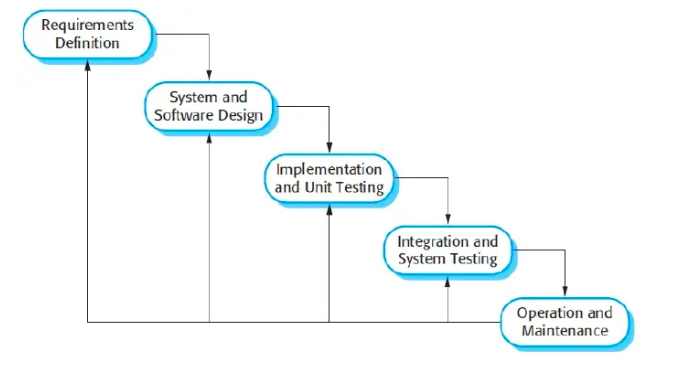 Requirements
Definition
System and
Software Design
Implementation
and Unit Testing
Integration and
System Testing
Operation and
Maintenance